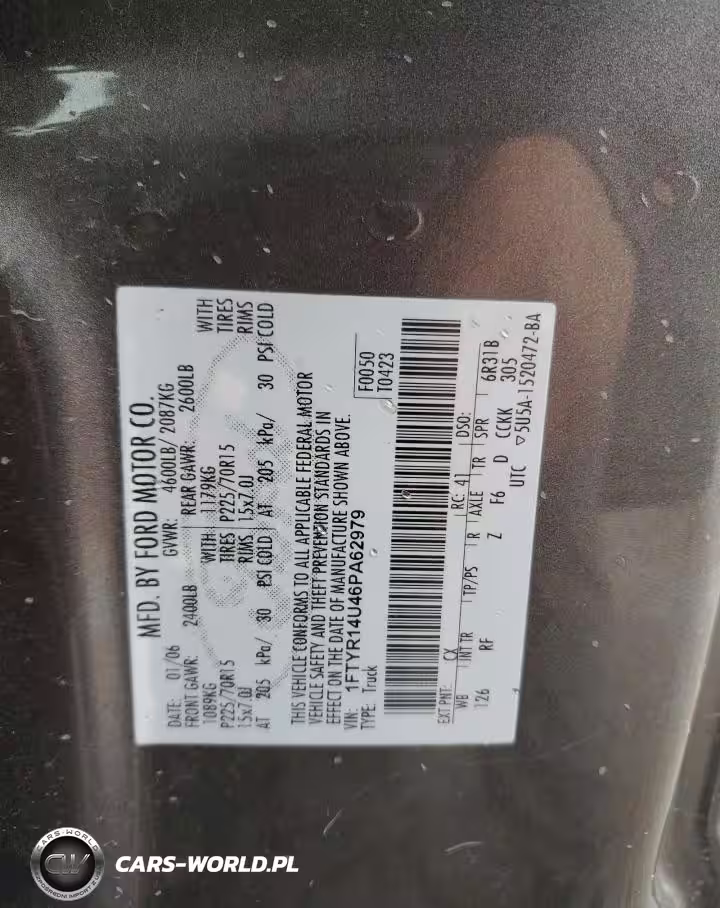 MFD. BY FORD MOTOR CO.
DATE: 01/06 GVWR: 4600LB/ 2087KG
FRONT GAWR: 2400LB REAR GAWR: 2600LB
1089KG WITH 1179KG WITH
P225/70R15 TIRES P225/70R15 TIRES
15x7.0J RIMS 15x7.0J RIMS
AT 205 kPa/ 30 PSI COLD AT 205 kPa/ 30 PSI COLD
THIS VEHICLE CONFORMS TO ALL APPLICABLE FEDERAL MOTOR
VEHICLE SAFETY AND THEFT PREVENTION STANDARDS IN
EFFECT ON THE DATE OF MANUFACTURE SHOWN ABOVE.
VIN: 1FTYR14U46PA62979
TYPE: Truck
F0050
T0423
EXT PNT: CX RC: 41 DSO:
WB INT TR TP/PS R AXLE TR SPR 6R31B
126 RF Z F6 D CCKK 305
UTC ▽5U5A-1520472-BA
CARS-WORLD
CW
CARS-WORLD.PL